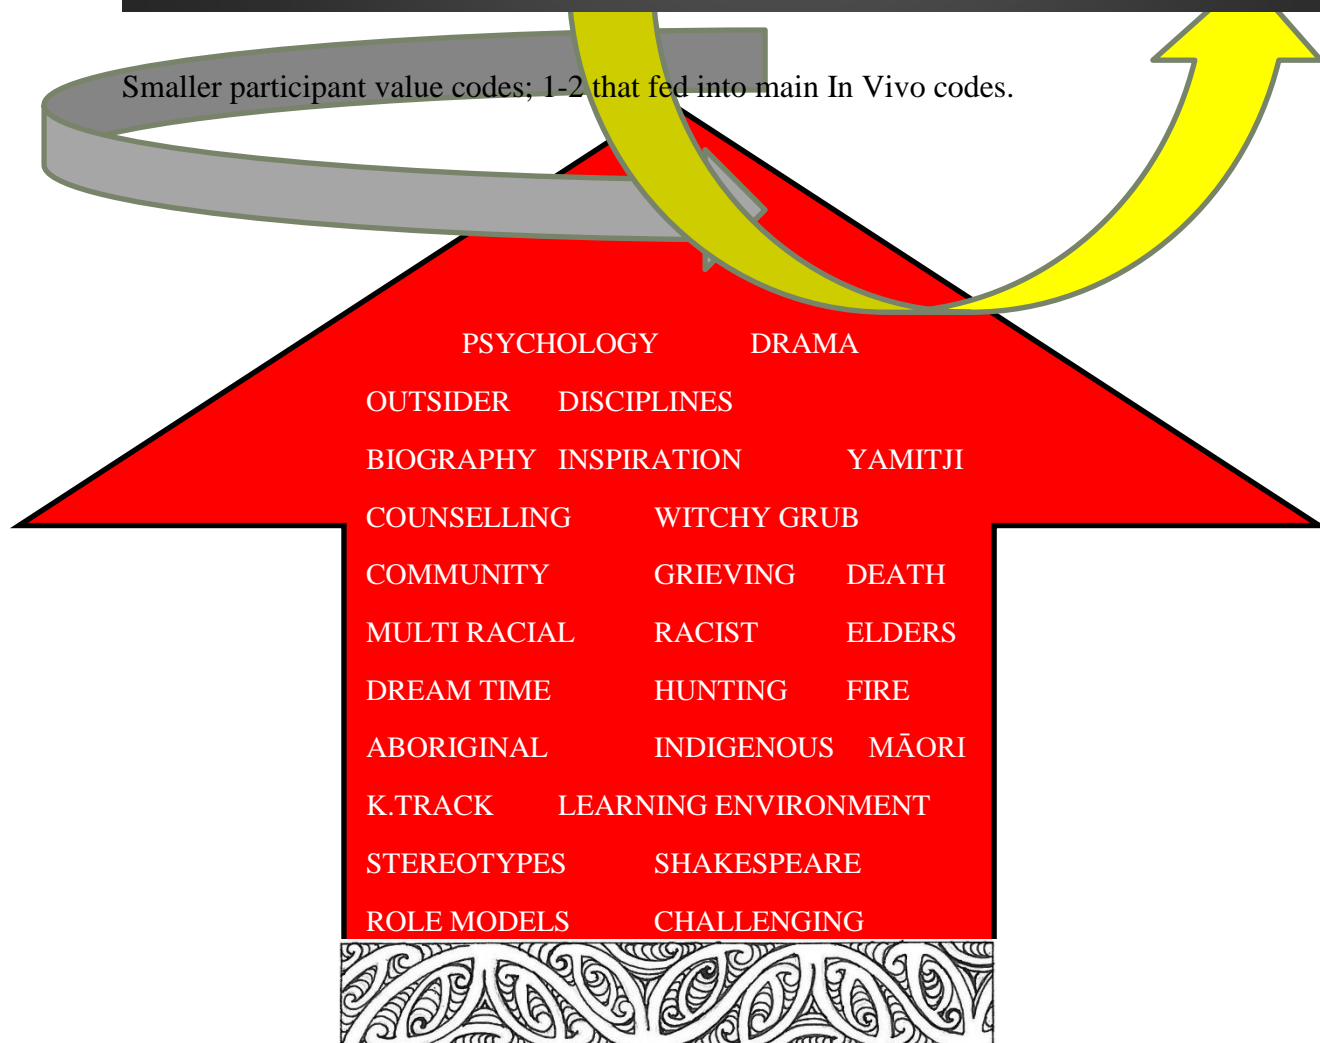 Smaller participant value codes; 1-2 that fed into main In Vivo codes.
PSYCHOLOGY DRAMA
OUTSIDER DISCIPLINES
BIOGRAPHY INSPIRATION YAMITJI
COUNSELLING WITCHY GRUB
COMMUNITY GRIEVING DEATH
MULTI RACIAL RACIST ELDERS
DREAM TIME HUNTING FIRE
ABORIGINAL INDIGENOUS MĀORI
K.TRACK LEARNING ENVIRONMENT
STEREOTYPES SHAKESPEARE
ROLE MODELS CHALLENGING